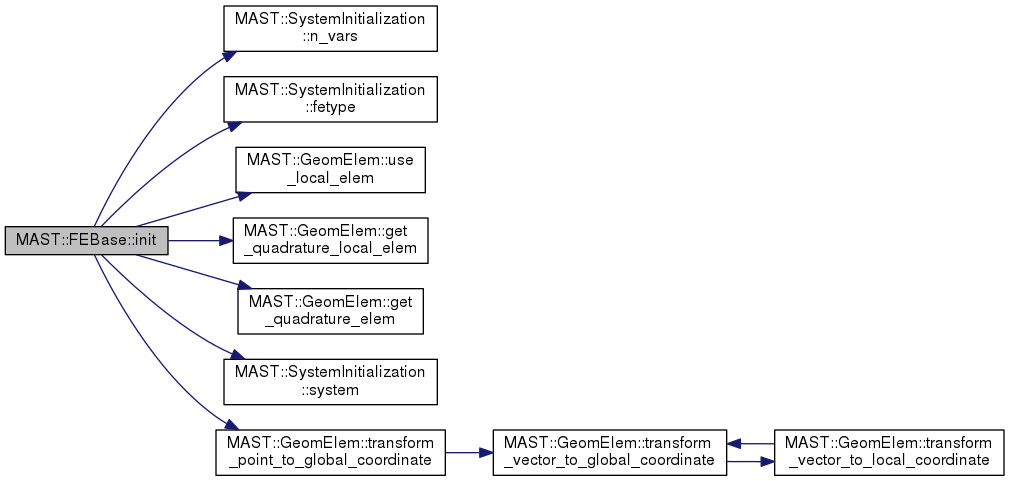 MAST::SystemInitialization
::n_vars
MAST::SystemInitialization
::fetype
MAST::GeomElem::use
_local_elem
MAST::FEBase::init
MAST::GeomElem::get
_quadrature_local_elem
MAST::GeomElem::get
_quadrature_elem
MAST::SystemInitialization
::system
MAST::GeomElem::transform
_point_to_global_coordinate
MAST::GeomElem::transform
_vector_to_global_coordinate
MAST::GeomElem::transform
_vector_to_local_coordinate